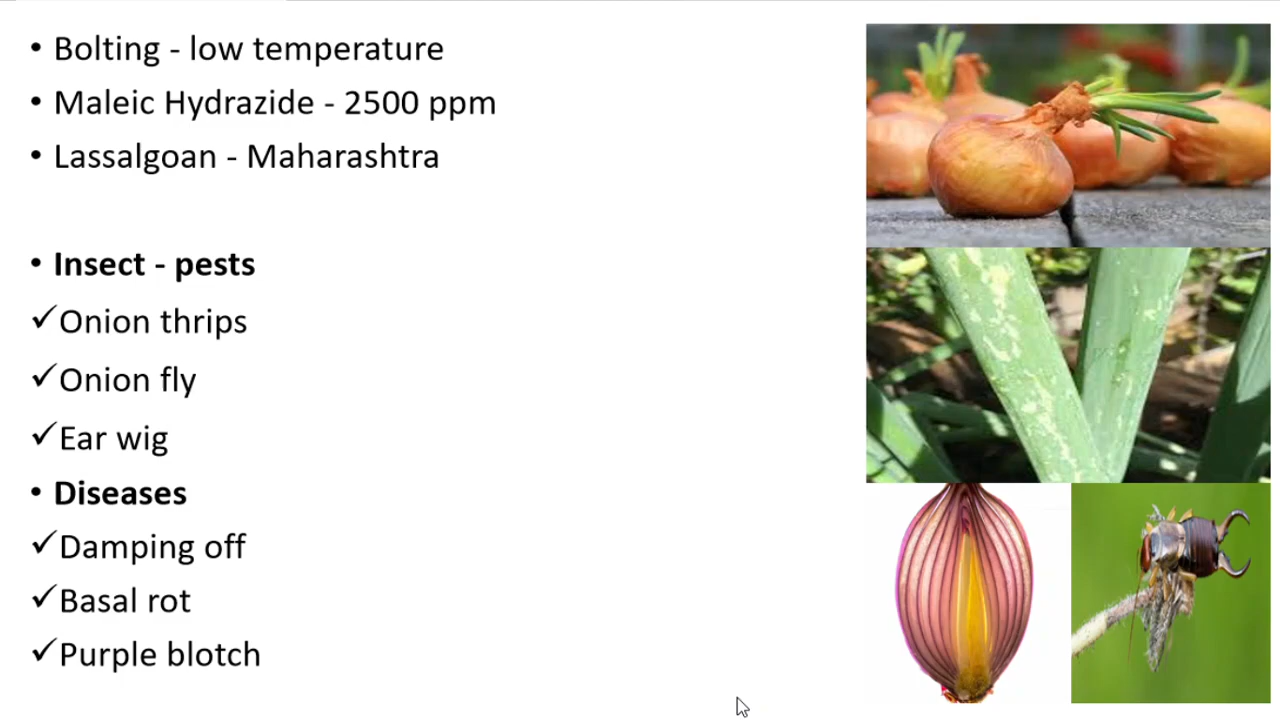 • Bolting - low temperature
• Maleic Hydrazide - 2500 ppm
• Lassalgoan - Maharashtra
• Insect - pests
✓Onion thrips
✓Onion fly
✓Ear wig
• Diseases
✓Damping off
✓Basal rot
✓Purple blotch